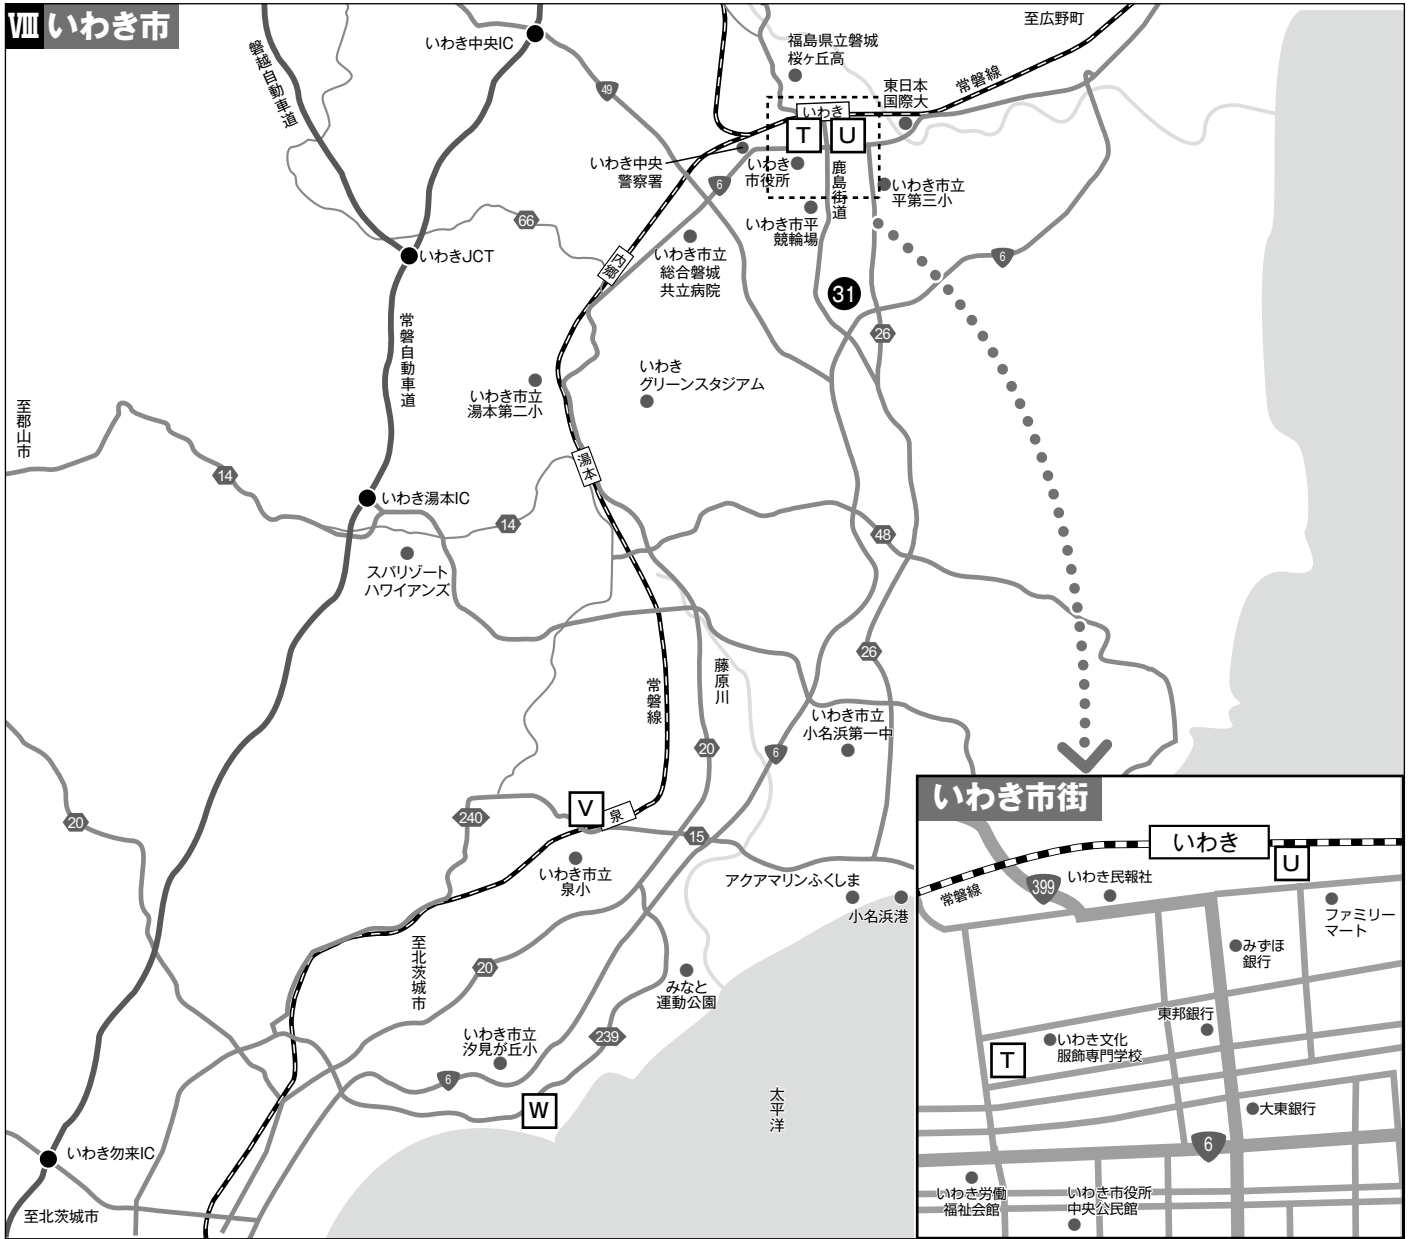 Ⅷ いわき市
至広野町
いわき中央IC
磐越自動車道
福島県立磐城
桜ヶ丘高
東日本
国際大
常磐線
49
いわき
T
U
いわき中央
警察署
いわき
市役所
鹿島街道
いわき市立
平第三小
6
いわき市平
競輪場
66
いわきJCT
内郷
いわき市立
総合磐城
共立病院
6
31
26
常磐自動車道
いわき
グリーンスタジアム
いわき市立
湯本第二小
至郡山市
湯本
14
いわき湯本IC
14
48
スパリゾート
ハワイアンズ
26
藤原川
常磐線
いわき市立
小名浜第一中
20
6
20
240
V
泉
15
いわき市立
泉小
アクアマリンふくしま
小名浜港
至北茨城市
20
みなと
運動公園
いわき市立
汐見が丘小
239
6
W
太平洋
いわき勿来IC
至北茨城市
いわき市街
いわき
U
常磐線
399
いわき民報社
ファミリー
マート
みずほ
銀行
東邦銀行
いわき文化
服飾専門学校
T
大東銀行
6
いわき労働
福祉会館
いわき市役所
中央公民館